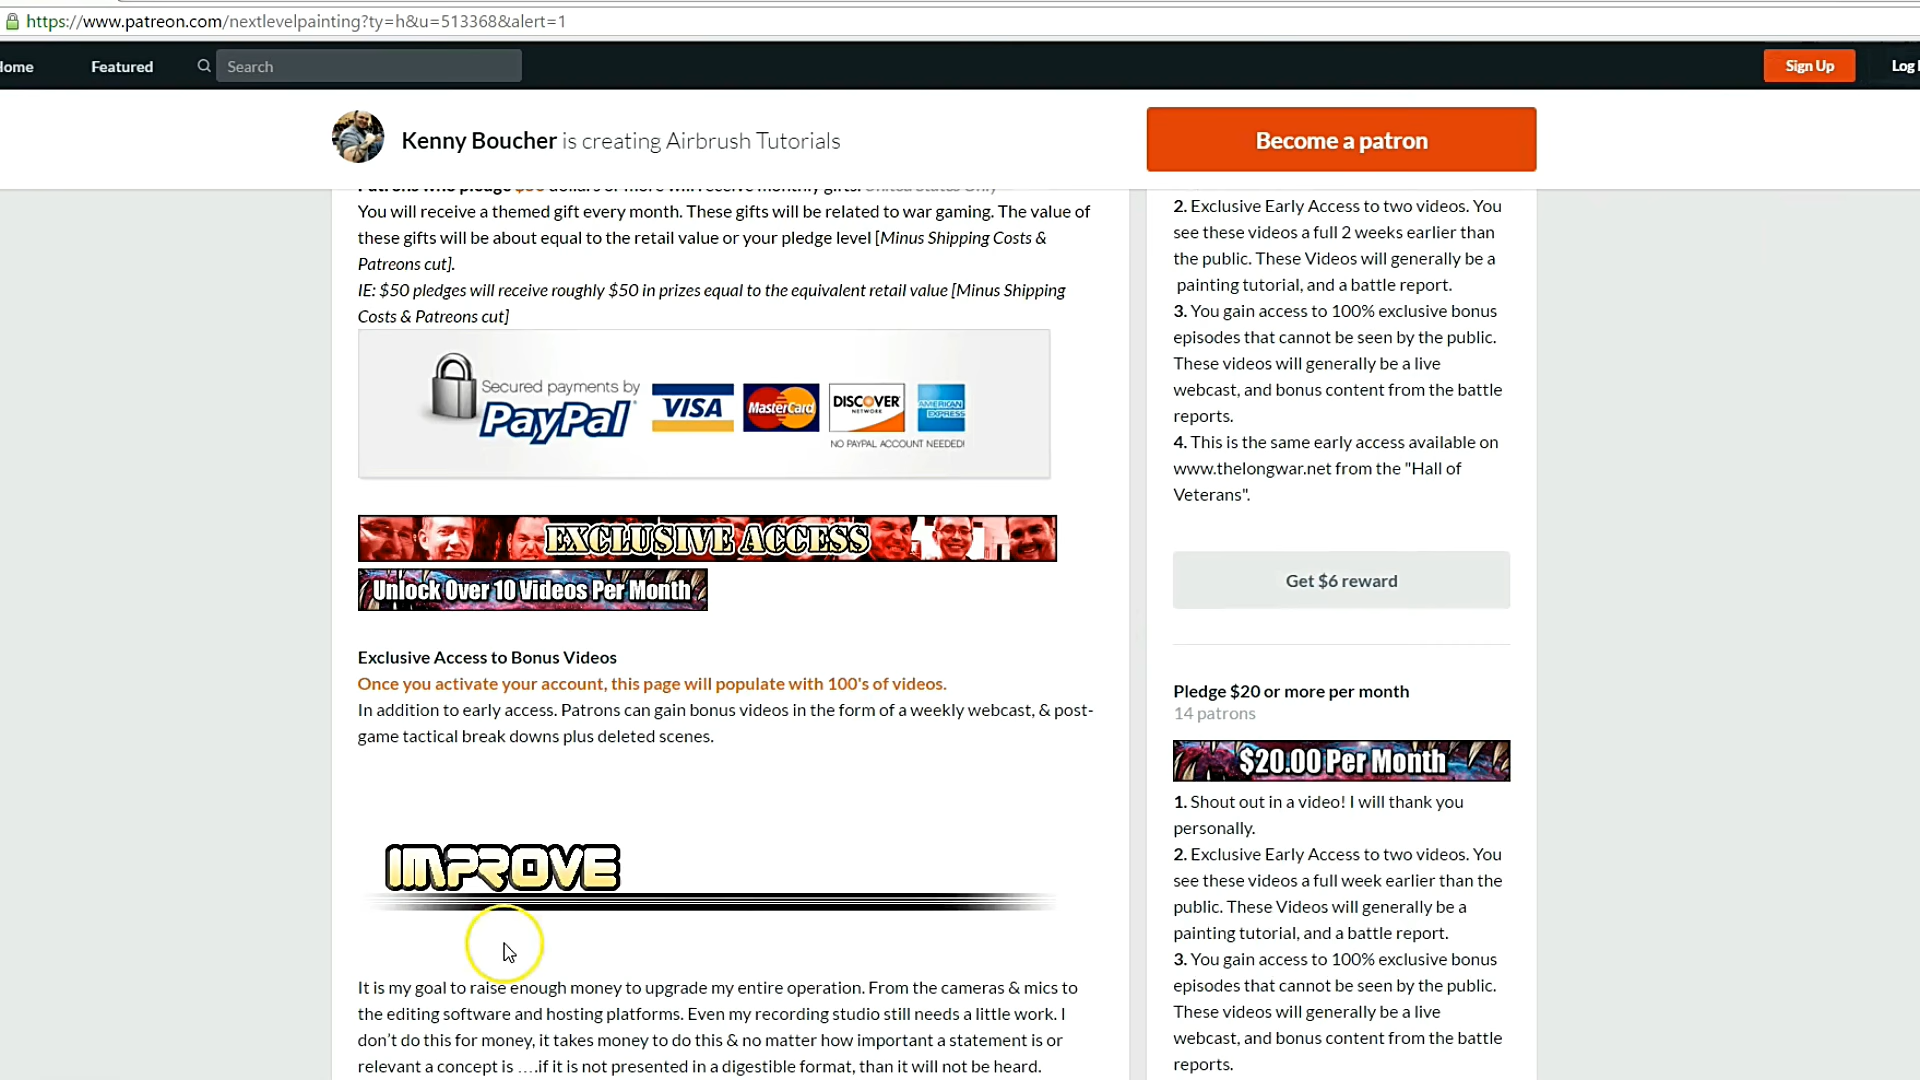 https://www.patreon.com/nextlevelpainting?ty=h&u=513368&alert=1
Home
Featured
Search
Sign Up
Log
Kenny Boucher is creating Airbrush Tutorials
Become a patron
Patrons who pledge $50 dollars or more will receive monthly gifts. United States Only
You will receive a themed gift every month. These gifts will be related to war gaming. The value of
these gifts will be about equal to the retail value or your pledge level [Minus Shipping Costs &
Patreons cut].
IE: $50 pledges will receive roughly $50 in prizes equal to the equivalent retail value [Minus Shipping
Costs & Patreons cut]
Secured payments by
PayPal
VISA
MasterCard
DISCOVER
NETWORK
AMERICAN
EXPRESS
NO PAYPAL ACCOUNT NEEDED!
EXCLUSIVE ACCESS
Unlock Over 10 Videos Per Month
Exclusive Access to Bonus Videos
Once you activate your account, this page will populate with 100's of videos.
In addition to early access. Patrons can gain bonus videos in the form of a weekly webcast, & post-
game tactical break downs plus deleted scenes.
IMPROVE
It is my goal to raise enough money to upgrade my entire operation. From the cameras & mics to
the editing software and hosting platforms. Even my recording studio still needs a little work. I
don't do this for money, it takes money to do this & no matter how important a statement is or
relevant a concept is ….if it is not presented in a digestible format, than it will not be heard.
2. Exclusive Early Access to two videos. You
see these videos a full 2 weeks earlier than
the public. These Videos will generally be a
painting tutorial, and a battle report.
3. You gain access to 100% exclusive bonus
episodes that cannot be seen by the public.
These videos will generally be a live
webcast, and bonus content from the battle
reports.
4. This is the same early access available on
www.thelongwar.net from the "Hall of
Veterans".
Get $6 reward
Pledge $20 or more per month
14 patrons
$20.00 Per Month
1. Shout out in a video! I will thank you
personally.
2. Exclusive Early Access to two videos. You
see these videos a full week earlier than the
public. These Videos will generally be a
painting tutorial, and a battle report.
3. You gain access to 100% exclusive bonus
episodes that cannot be seen by the public.
These videos will generally be a live
webcast, and bonus content from the battle
reports.